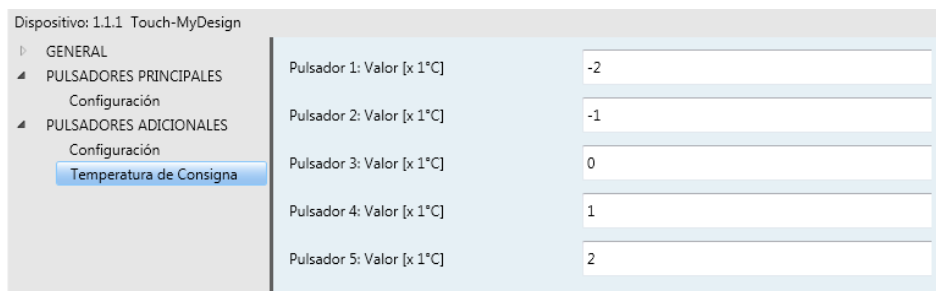 Dispositivo: 1.1.1 Touch-MyDesign
GENERAL
PULSADORES PRINCIPALES
Configuración
PULSADORES ADICIONALES
Configuración
Temperatura de Consigna
Pulsador 1: Valor [x 1°C] -2
Pulsador 2: Valor [x 1°C] -1
Pulsador 3: Valor [x 1°C] 0
Pulsador 4: Valor [x 1°C] 1
Pulsador 5: Valor [x 1°C] 2